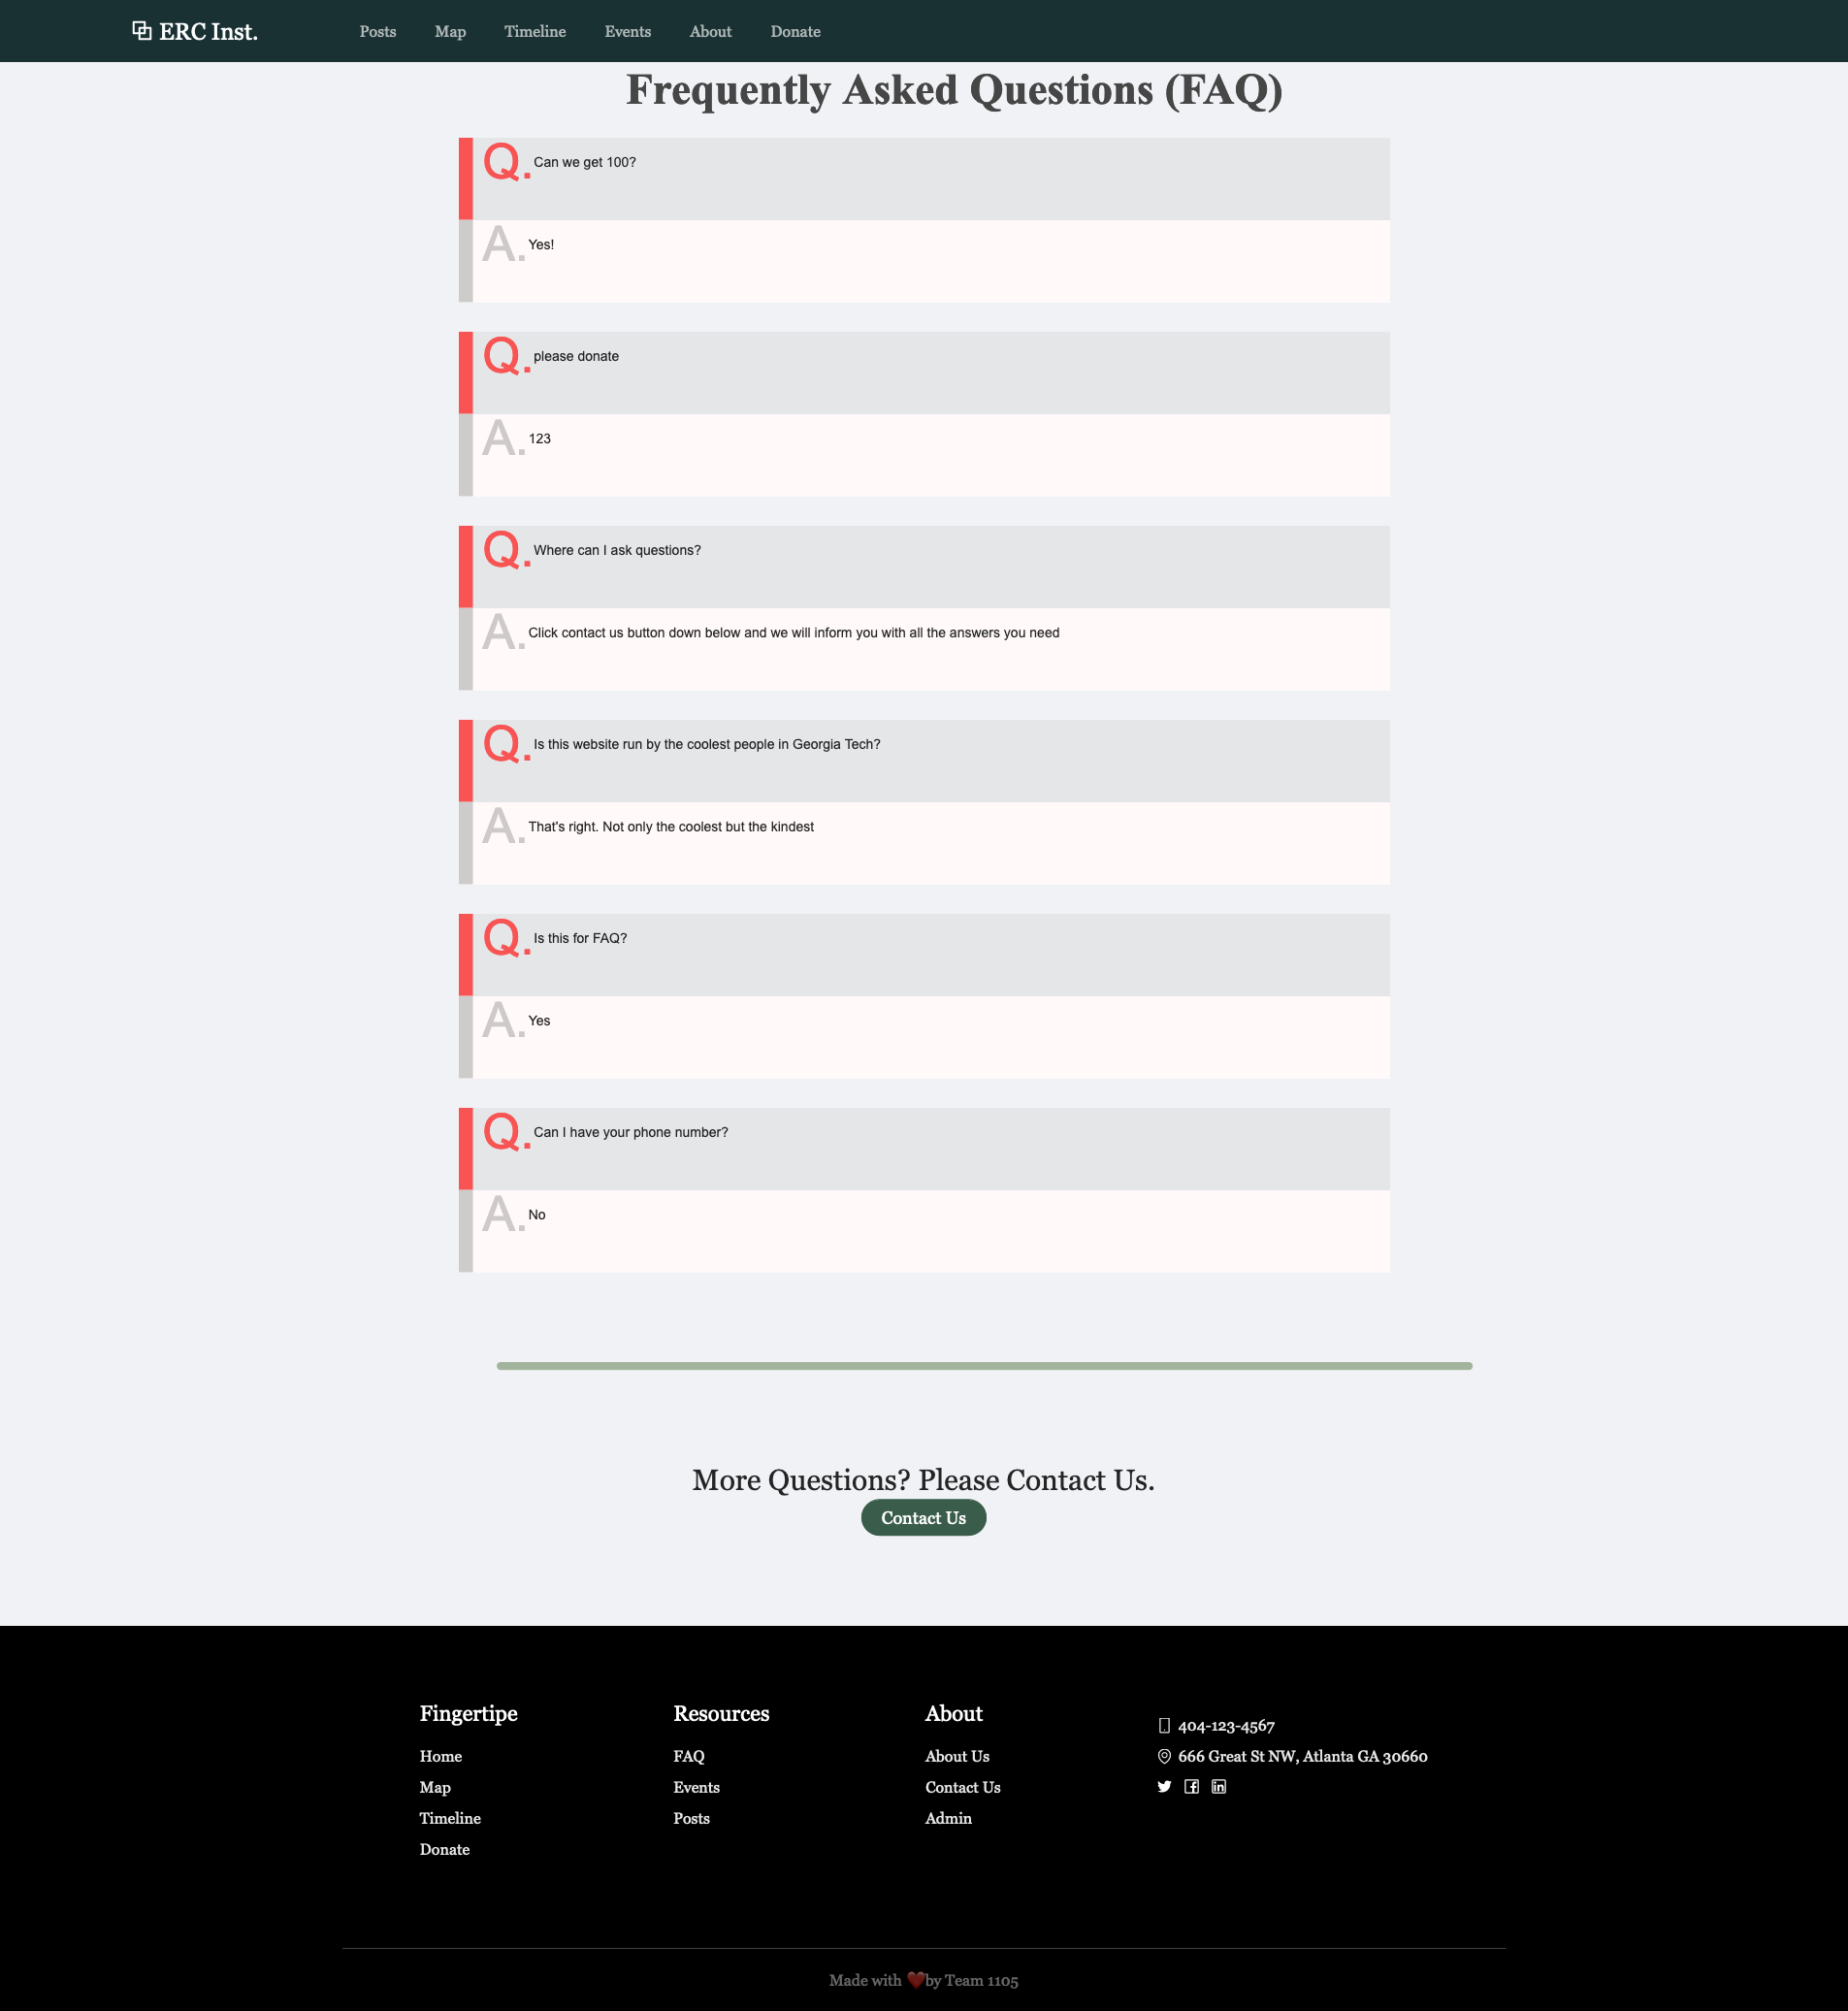 ERC Inst. Posts Map Timeline Events About Donate
Frequently Asked Questions (FAQ)
Q. Can we get 100?
A. Yes!
Q. please donate
A. 123
Q. Where can I ask questions?
A. Click contact us button down below and we will inform you with all the answers you need
Q. Is this website run by the coolest people in Georgia Tech?
A. That's right. Not only the coolest but the kindest
Q. Is this for FAQ?
A. Yes
Q. Can I have your phone number?
A. No
More Questions? Please Contact Us.
Contact Us
Fingertipe
Home
Map
Timeline
Donate
Resources
FAQ
Events
Posts
About
About Us
Contact Us
Admin
404-123-4567
666 Great St NW, Atlanta GA 30660
Made with ❤️by Team 1105